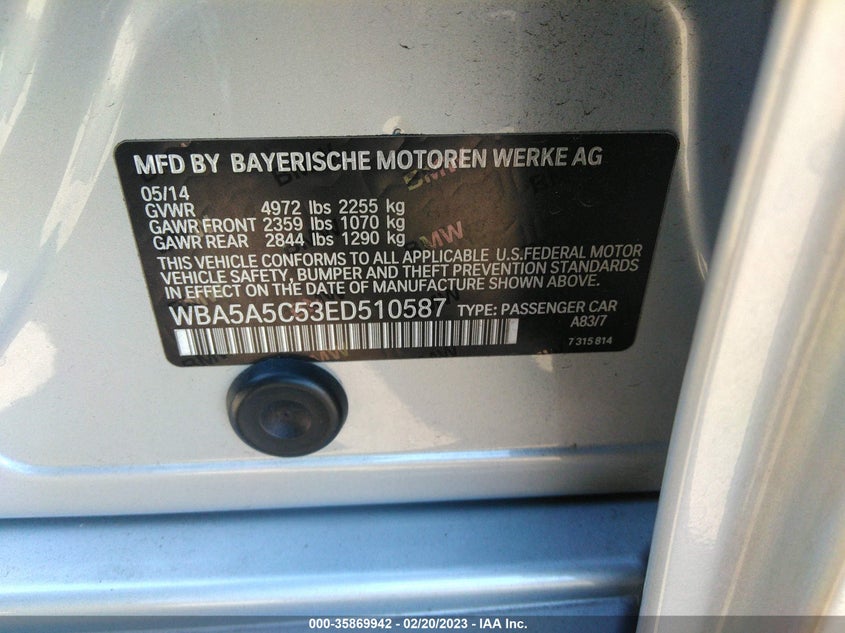 MFD BY BAYERISCHE MOTOREN WERKE AG
05/14
GVWR 4972 lbs 2255 kg
GAWR FRONT 2359 lbs 1070 kg
GAWR REAR 2844 lbs 1290 kg
THIS VEHICLE CONFORMS TO ALL APPLICABLE U.S.FEDERAL MOTOR
VEHICLE SAFETY, BUMPER AND THEFT PREVENTION STANDARDS
IN EFFECT ON THE DATE OF MANUFACTURE SHOWN ABOVE.
WBA5A5C53ED510587 TYPE: PASSENGER CAR
A83/7
7 315 814
BMW
BMW
BMW
000-35869942 - 02/20/2023 - IAA Inc.